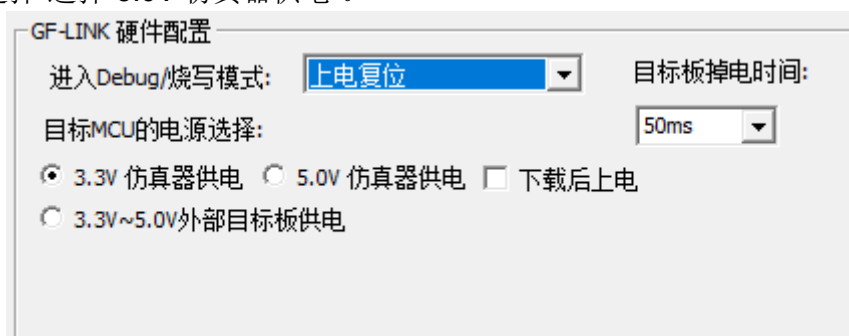 GF-LINK 硬件配置
进入Debug/烧写模式: 上电复位 目标板掉电时间:
目标MCU的电源选择: 50ms
3.3V 仿真器供电 5.0V 仿真器供电 下载后上电
3.3V~5.0V外部目标板供电